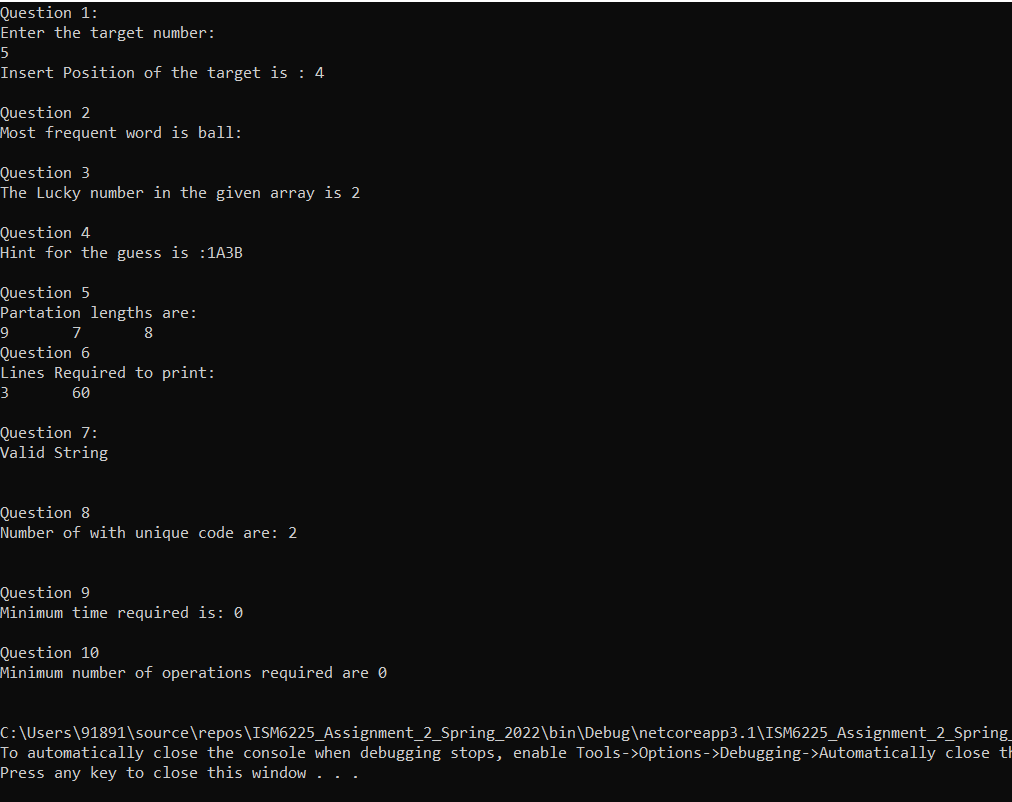 Question 1:
Enter the target number:
5
Insert Position of the target is : 4
Question 2
Most frequent word is ball:
Question 3
The Lucky number in the given array is 2
Question 4
Hint for the guess is :1A3B
Question 5
Partation lengths are:
9 7 8
Question 6
Lines Required to print:
3 60
Question 7:
Valid String
Question 8
Number of with unique code are: 2
Question 9
Minimum time required is: 0
Question 10
Minimum number of operations required are 0
C:\Users\91891\source\repos\ISM6225_Assignment_2_Spring_2022\bin\Debug\netcoreapp3.1\ISM6225_Assignment_2_Spring_
To automatically close the console when debugging stops, enable Tools->Options->Debugging->Automatically close th
Press any key to close this window . . .